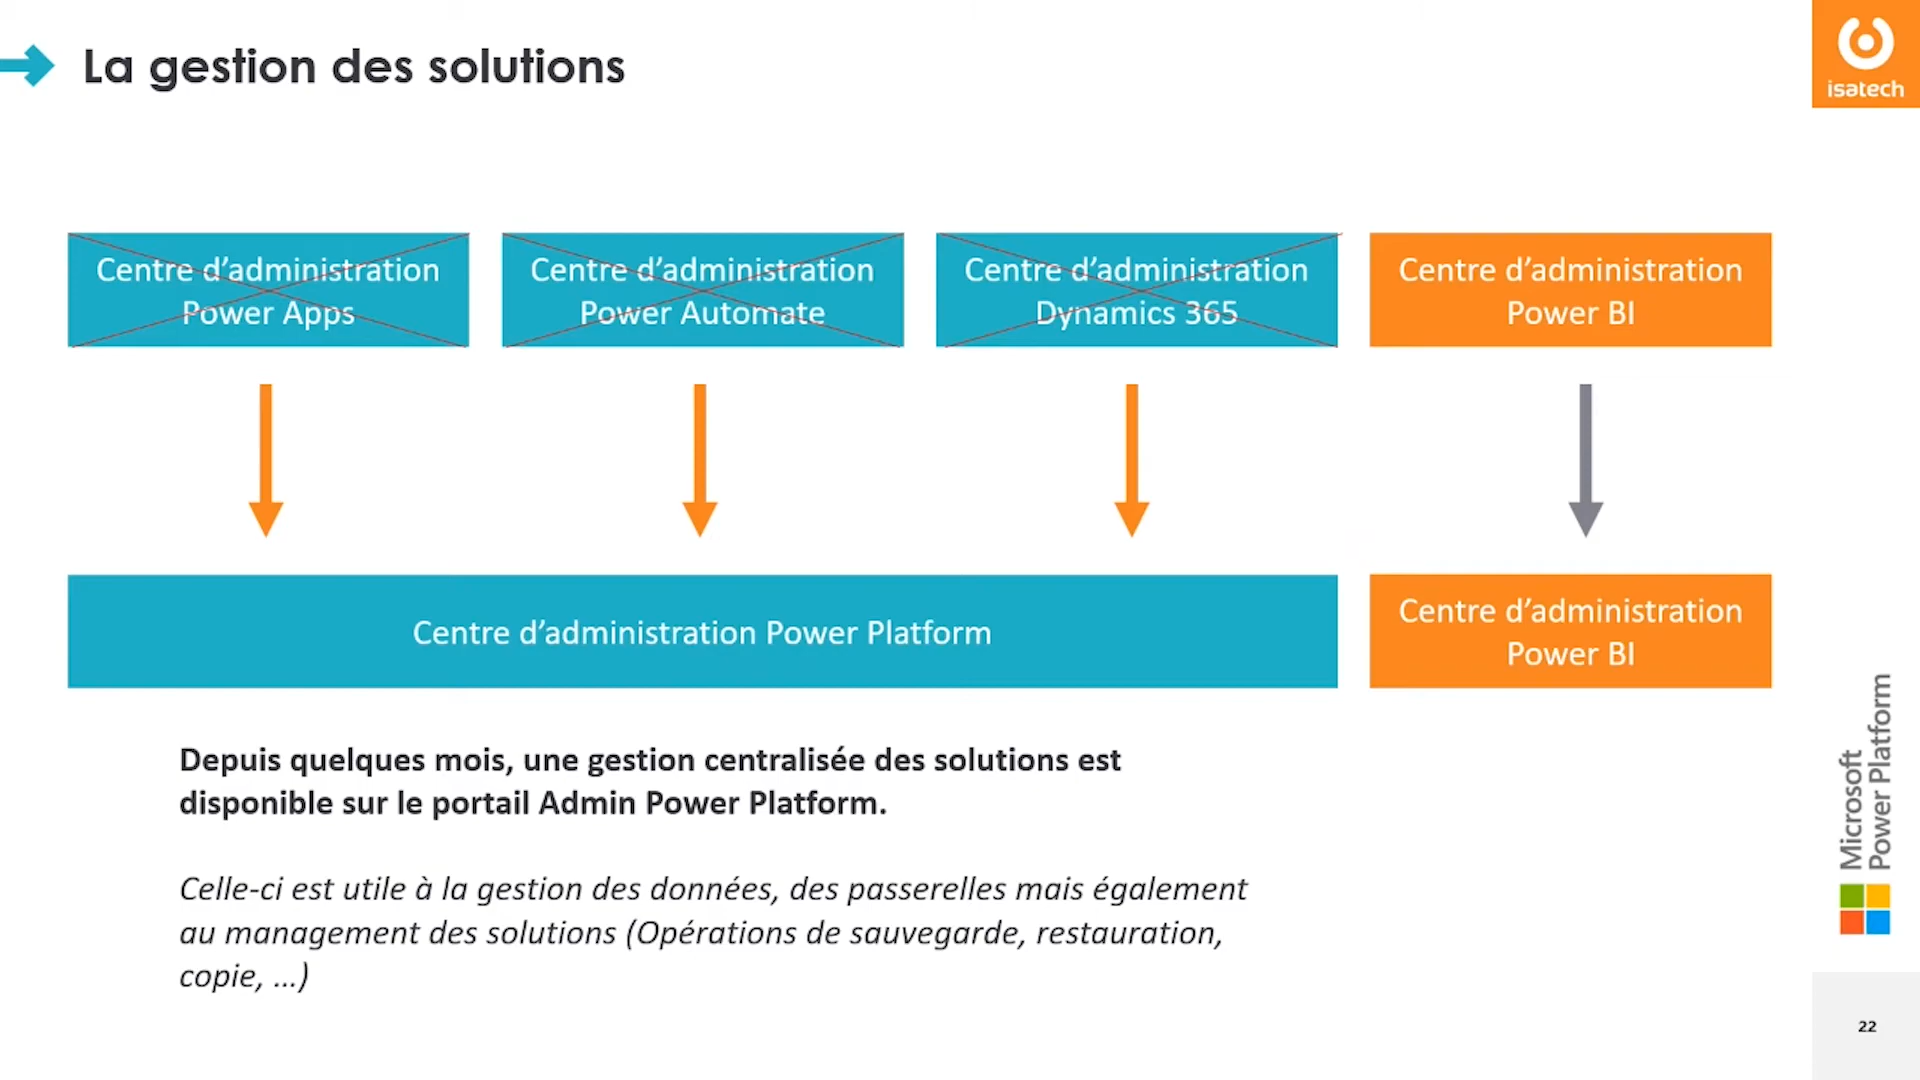 La gestion des solutions
isatech
Centre d’administration
Power Apps
Centre d’administration
Power Automate
Centre d’administration
Dynamics 365
Centre d’administration
Power BI
Centre d’administration Power Platform
Centre d’administration
Power BI
Depuis quelques mois, une gestion centralisée des solutions est
disponible sur le portail Admin Power Platform.
Celle-ci est utile à la gestion des données, des passerelles mais également
au management des solutions (Opérations de sauvegarde, restauration,
copie, ...)
Microsoft
Power Platform
22